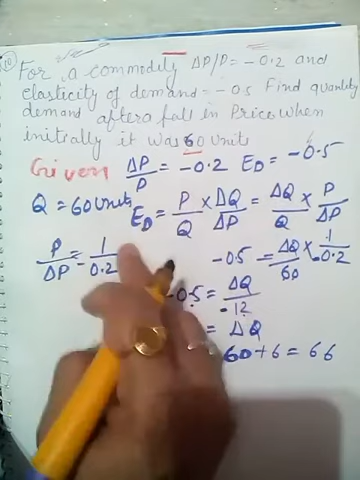 For a commodity ΔP/P = -0.2 and
elasticity of demand = -0.5 Find quantity
demand after a fall in Price when
initially it was 60 Units
Given ΔP/P = -0.2 ED = -0.5
Q = 60 Units ED = P/Q × ΔQ/ΔP = ΔQ/Q × P/ΔP
P/ΔP = 1/-0.2 -0.5 = ΔQ/60 × 1/-0.2
-0.5 = ΔQ/-12
= ΔQ
60 + 6 = 66